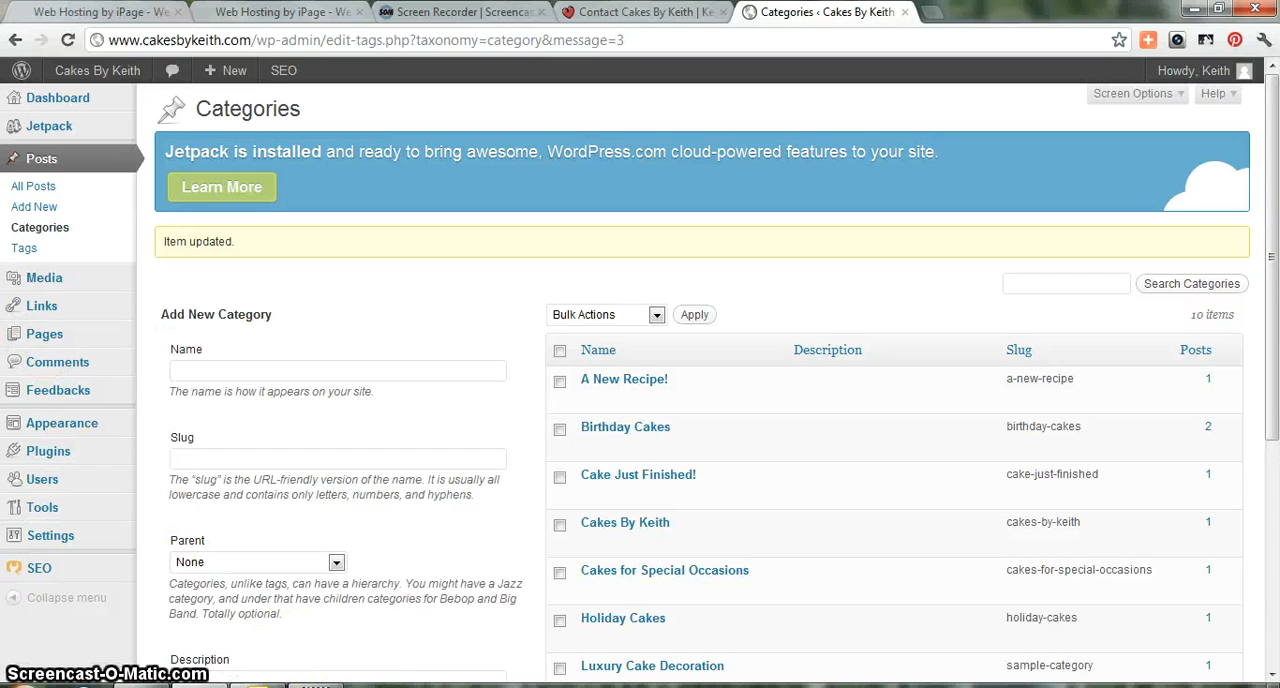 Web Hosting by iPage - We
Web Hosting by iPage - We
Screen Recorder | Screencas
Contact Cakes By Keith | Ke
Categories ‹ Cakes By Keith
www.cakesbykeith.com/wp-admin/edit-tags.php?taxonomy=category&message=3
Cakes By Keith
+ New
SEO
Howdy, Keith
Dashboard
Jetpack
Posts
All Posts
Add New
Categories
Tags
Media
Links
Pages
Comments
Feedbacks
Appearance
Plugins
Users
Tools
Settings
SEO
Collapse menu
Screen Options
Help
Categories
Jetpack is installed and ready to bring awesome, WordPress.com cloud-powered features to your site.
Learn More
Item updated.
Search Categories
Add New Category
Name
The name is how it appears on your site.
Slug
The “slug” is the URL-friendly version of the name. It is usually all
lowercase and contains only letters, numbers, and hyphens.
Parent
None
Categories, unlike tags, can have a hierarchy. You might have a Jazz
category, and under that have children categories for Bebop and Big
Band. Totally optional.
Description
Bulk Actions
Apply
10 items
Name Description Slug Posts
A New Recipe! a-new-recipe 1
Birthday Cakes birthday-cakes 2
Cake Just Finished! cake-just-finished 1
Cakes By Keith cakes-by-keith 1
Cakes for Special Occasions cakes-for-special-occasions 1
Holiday Cakes holiday-cakes 1
Luxury Cake Decoration sample-category 1
Screencast-O-Matic.com